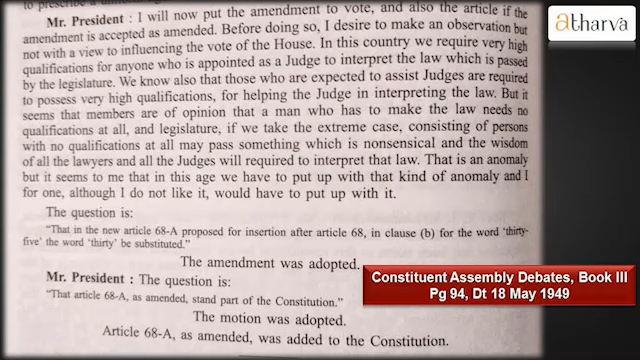 atharva
Mr. President : I will now put the amendment to vote, and also the article if the
amendment is accepted as amended. Before doing so, I desire to make an observation but
not with a view to influencing the vote of the House. In this country we require very high
qualifications for anyone who is appointed as a Judge to interpret the law which is passed
by the legislature. We know also that those who are expected to assist Judges are required
to possess very high qualifications, for helping the Judge in interpreting the law. But it
seems that members are of opinion that a man who has to make the law needs no
qualifications at all, and legislature, if we take the extreme case, consisting of persons
with no qualifications at all may pass something which is nonsensical and the wisdom
of all the lawyers and all the Judges will required to interpret that law. That is an anomaly
but it seems to me that in this age we have to put up with that kind of anomaly and I
for one, although I do not like it, would have to put up with it.
The question is:
"That in the new article 68-A proposed for insertion after article 68, in clause (b) for the word 'thirty-
five' the word 'thirty' be substituted."
The amendment was adopted.
Mr. President : The question is:
"That article 68-A, as amended, stand part of the Constitution."
The motion was adopted.
Article 68-A, as amended, was added to the Constitution.
Constituent Assembly Debates, Book III
Pg 94, Dt 18 May 1949